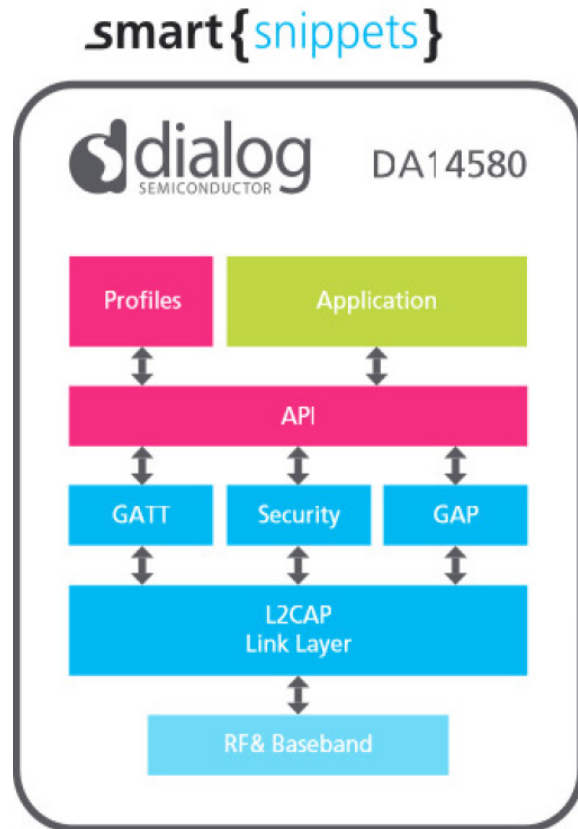 smart{snippets}
dialog
SEMICONDUCTOR
DA14580
Profiles
Application
API
GATT
Security
GAP
L2CAP
Link Layer
RF& Baseband